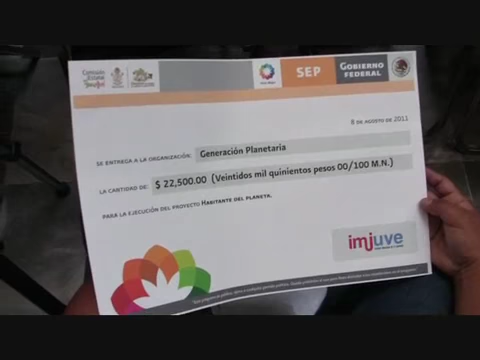 SEP
GOBIERNO
FEDERAL
8 DE AGOSTO DE 2011
SE ENTREGA A LA ORGANIZACIÓN: Generación Planetaria
LA CANTIDAD DE: $ 22,500.00 (Veintidos mil quinientos pesos 00/100 M.N.)
PARA LA EJECUCIÓN DEL PROYECTO HABITANTE DEL PLANETA.
imjuve